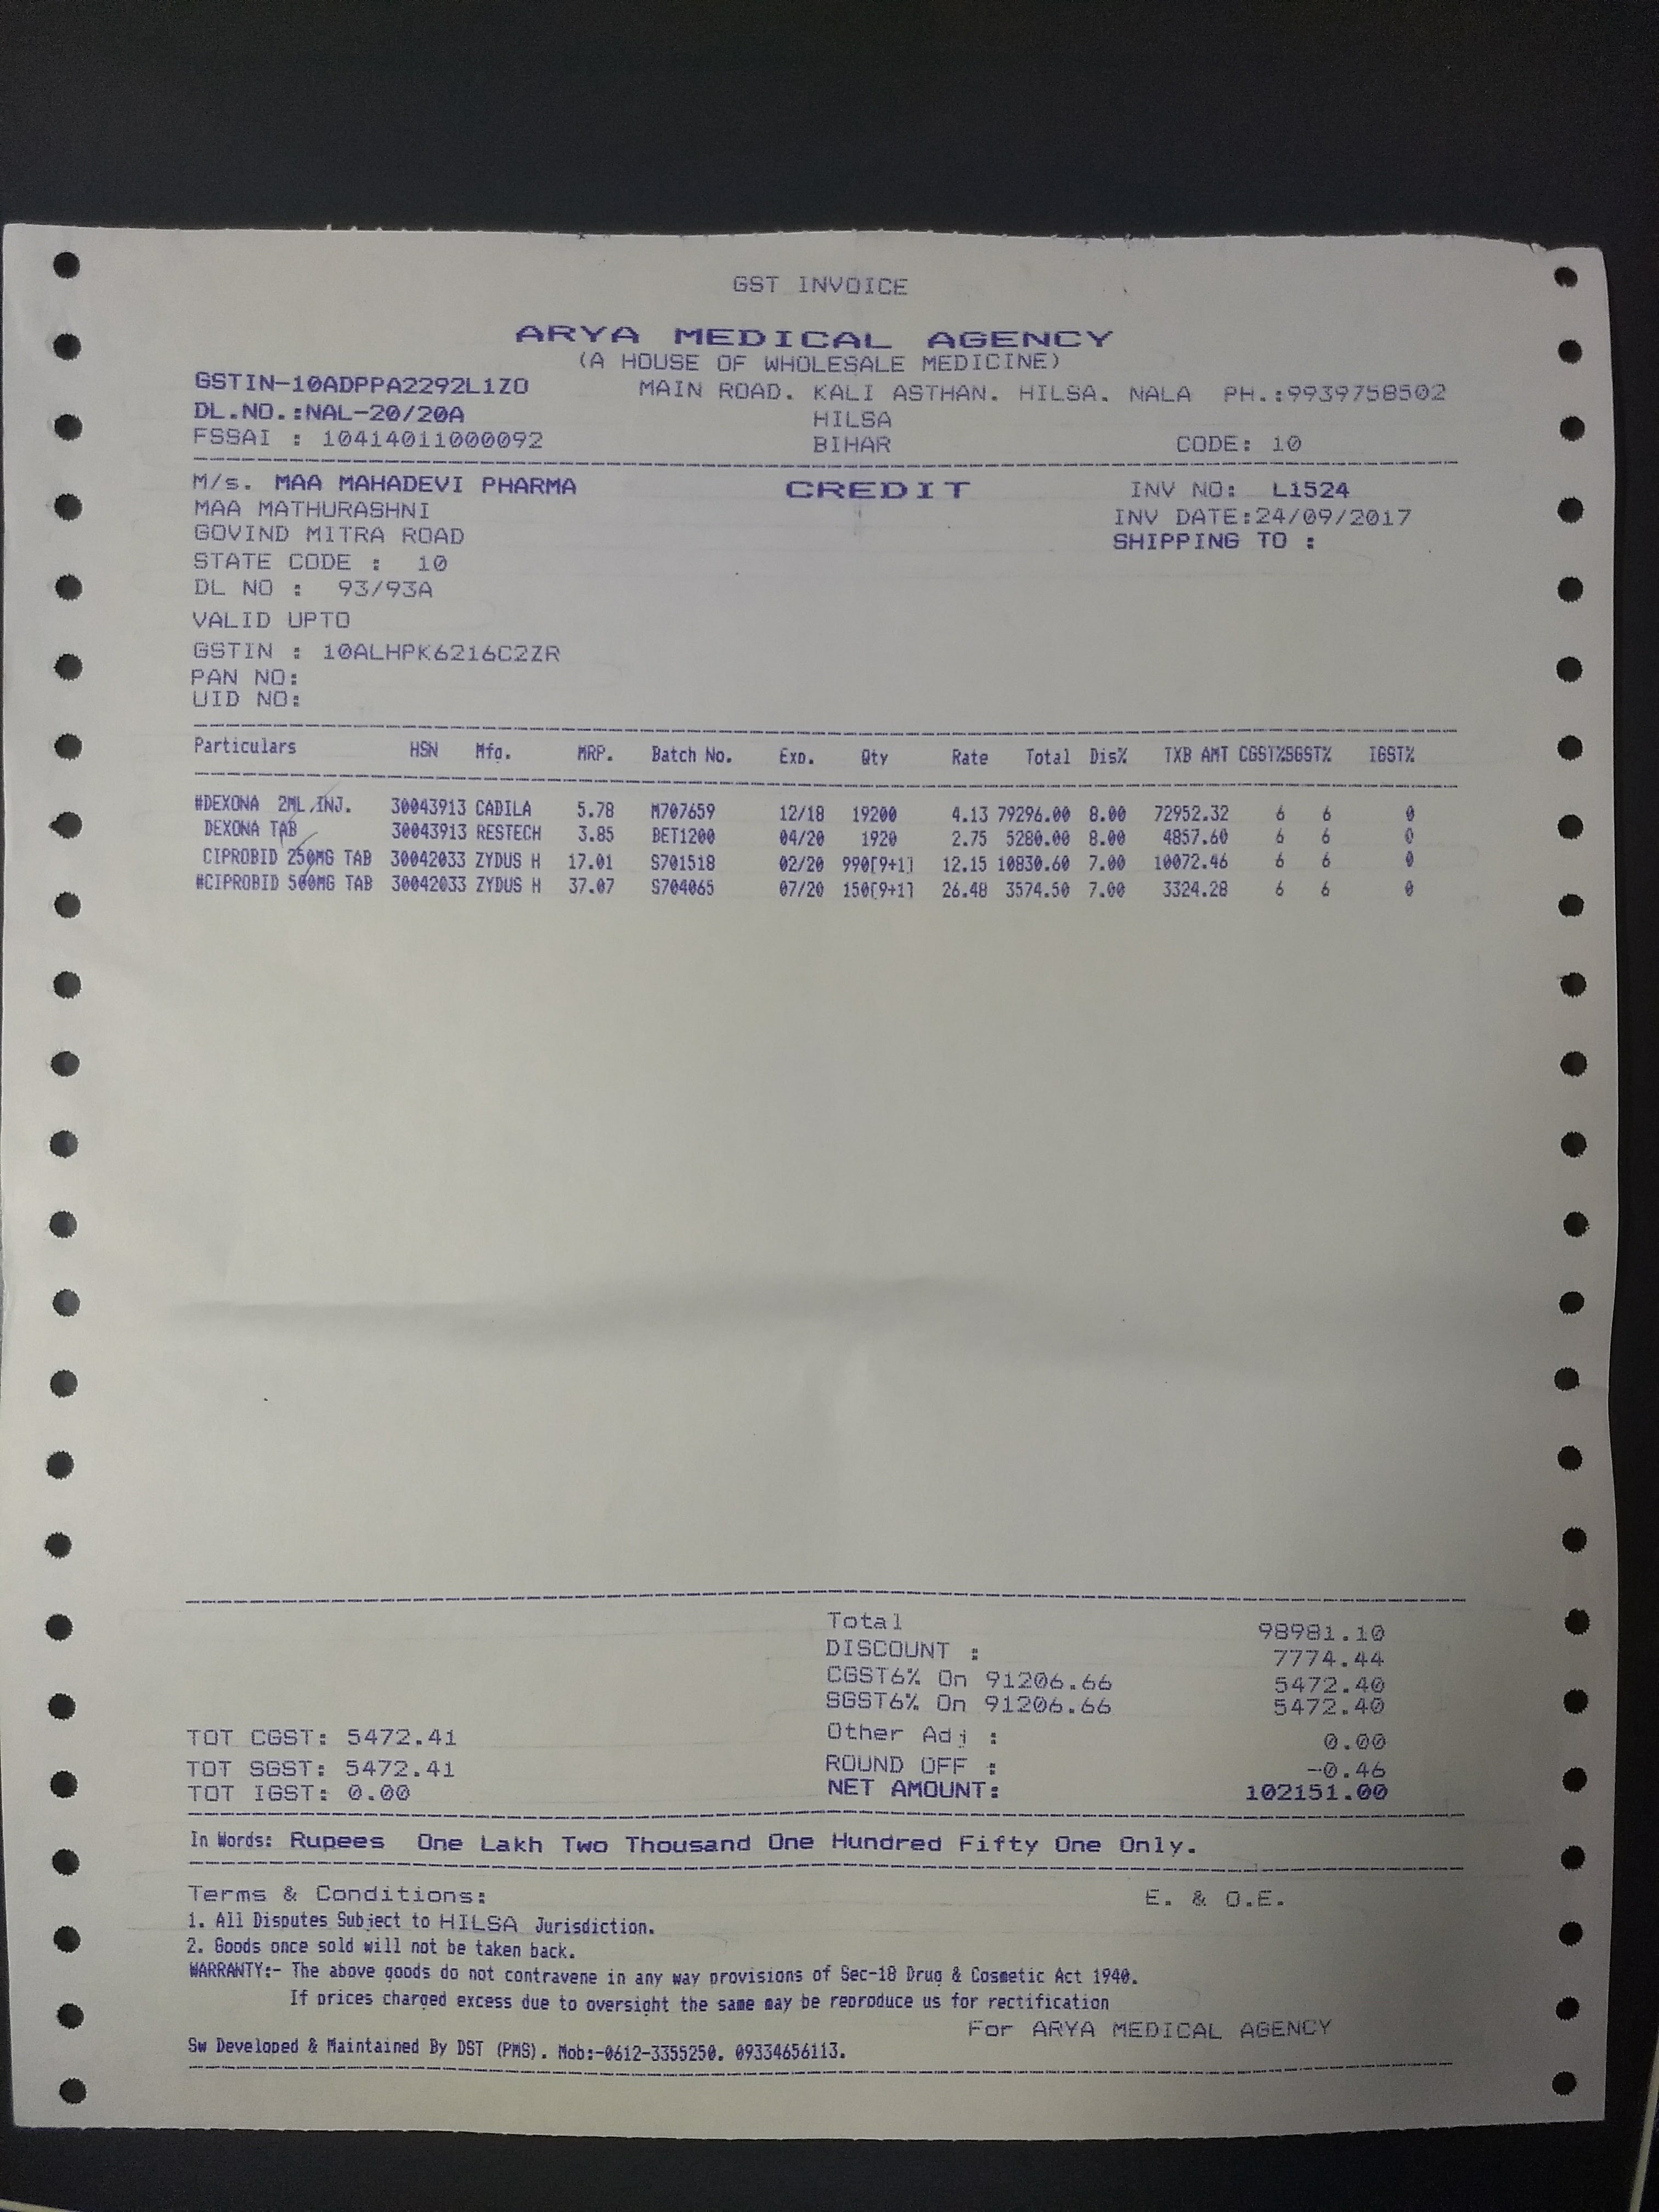 GST INVOICE
ARYA MEDICAL AGENCY
(A HOUSE OF WHOLESALE MEDICINE)
GSTIN-10ADPPA2292L1ZO MAIN ROAD. KALI ASTHAN. HILSA. NALA PH.:9939758502
DL.NO.:NAL-20/20A HILSA
FSSAI : 10414011000092 BIHAR CODE: 10
M/s. MAA MAHADEVI PHARMA CREDIT INV NO: L1524
MAA MATHURASHNI INV DATE:24/09/2017
GOVIND MITRA ROAD SHIPPING TO :
STATE CODE : 10
DL NO : 93/93A
VALID UPTO
GSTIN : 10ALHPK6216C2ZR
PAN NO:
UID NO:
Particulars HSN Mfg. MRP. Batch No. Exp. Qty Rate Total Dis% TXB AMT CGST%SGST% IGST%
#DEXONA 2ML,INJ. 30043913 CADILA 5.78 M707659 12/18 19200 4.13 79296.00 8.00 72952.32 6 6 0
DEXONA TAB 30043913 RESTECH 3.85 BET1200 04/20 1920 2.75 5280.00 8.00 4857.60 6 6 0
CIPROBID 250MG TAB 30042033 ZYDUS H 17.01 S701518 02/20 990[9+1] 12.15 10830.60 7.00 10072.46 6 6 0
#CIPROBID 500MG TAB 30042033 ZYDUS H 37.07 S704065 07/20 150[9+1] 26.48 3574.50 7.00 3324.28 6 6 0
Total 98981.10
DISCOUNT : 7774.44
CGST6% On 91206.66 5472.40
SGST6% On 91206.66 5472.40
TOT CGST: 5472.41 Other Adj : 0.00
TOT SGST: 5472.41 ROUND OFF : -0.46
TOT IGST: 0.00 NET AMOUNT: 102151.00
In Words: Rupees One Lakh Two Thousand One Hundred Fifty One Only.
Terms & Conditions: E. & O.E.
1. All Disputes Subject to HILSA Jurisdiction.
2. Goods once sold will not be taken back.
WARRANTY:- The above goods do not contravene in any way provisions of Sec-18 Drug & Cosmetic Act 1940.
If prices charged excess due to oversight the same may be reproduce us for rectification
For ARYA MEDICAL AGENCY
Sw Developed & Maintained By DST (PMS). Mob:-0612-3355250. 09334656113.